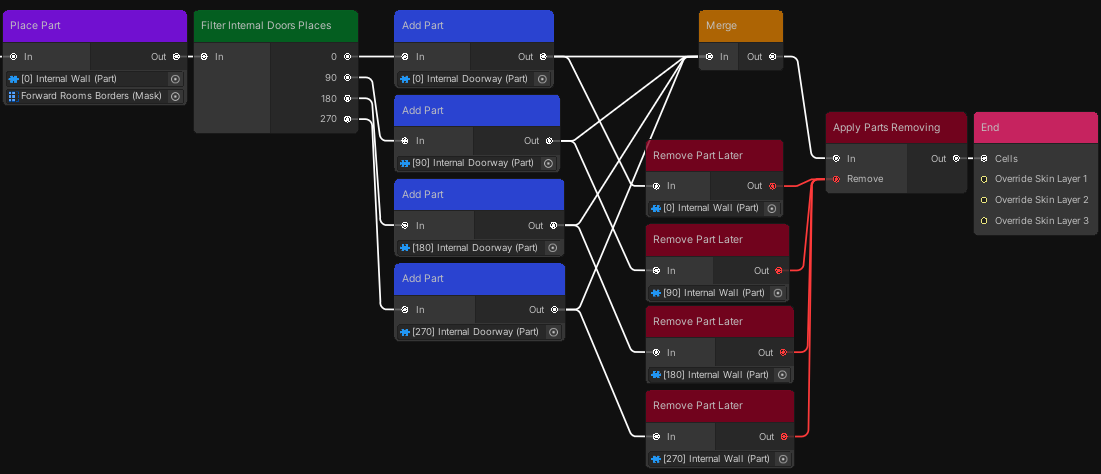 Place Part
In
Out
[0] Internal Wall (Part)
Forward Rooms Borders (Mask)
Filter Internal Doors Places
In
0
90
180
270
Add Part
In
Out
[0] Internal Doorway (Part)
Add Part
In
Out
[90] Internal Doorway (Part)
Add Part
In
Out
[180] Internal Doorway (Part)
Add Part
In
Out
[270] Internal Doorway (Part)
Merge
In
Out
Remove Part Later
In
Out
[0] Internal Wall (Part)
Remove Part Later
In
Out
[90] Internal Wall (Part)
Remove Part Later
In
Out
[180] Internal Wall (Part)
Remove Part Later
In
Out
[270] Internal Wall (Part)
Apply Parts Removing
In
Out
Remove
End
Cells
Override Skin Layer 1
Override Skin Layer 2
Override Skin Layer 3